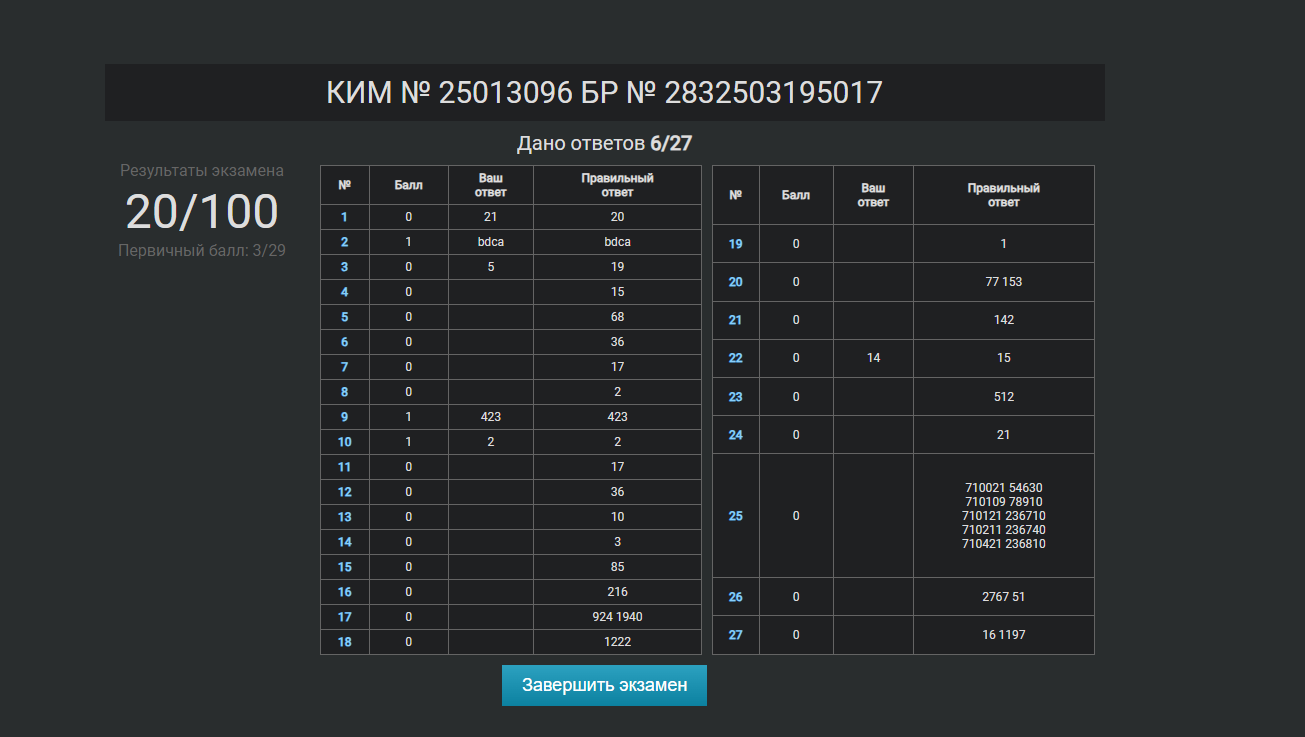 КИМ № 25013096 БР № 2832503195017
Дано ответов 6/27
Результаты экзамена
20/100
Первичный балл: 3/29
№ Балл Ваш ответ Правильный ответ
1 0 21 20
2 1 bdca bdca
3 0 5 19
4 0 15
5 0 68
6 0 36
7 0 17
8 0 2
9 1 423 423
10 1 2 2
11 0 17
12 0 36
13 0 10
14 0 3
15 0 85
16 0 216
17 0 924 1940
18 0 1222
№ Балл Ваш ответ Правильный ответ
19 0 1
20 0 77 153
21 0 142
22 0 14 15
23 0 512
24 0 21
25 0 710021 54630
710109 78910
710121 236710
710211 236740
710421 236810
26 0 2767 51
27 0 16 1197
Завершить экзамен